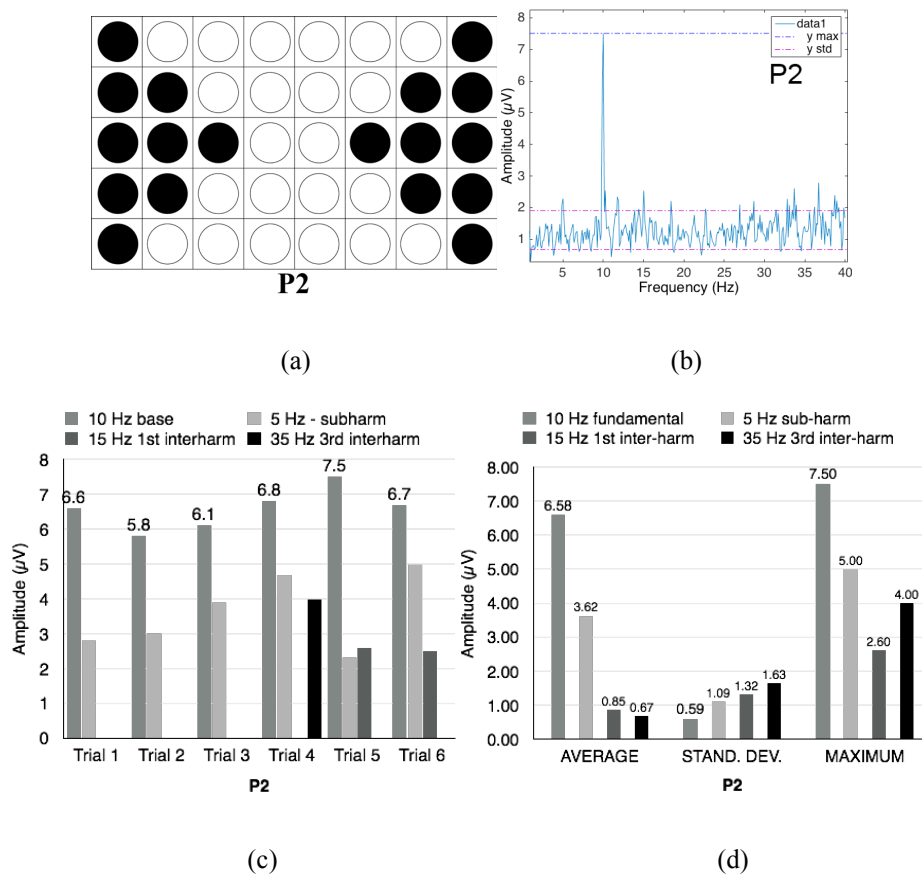 P2
(a)
data1
y max
y std
P2
8
7
6
5
4
3
2
1
Amplitude (µV)
5 10 15 20 25 30 35 40
Frequency (Hz)
(b)
10 Hz base
5 Hz - subharm
15 Hz 1st interharm
35 Hz 3rd interharm
8
7
6
5
4
3
2
1
0
Amplitude (µV)
6.6
5.8
6.1
6.8
7.5
6.7
Trial 1 Trial 2 Trial 3 Trial 4 Trial 5 Trial 6
P2
(c)
10 Hz fundamental
5 Hz sub-harm
15 Hz 1st inter-harm
35 Hz 3rd inter-harm
8.00
7.00
6.00
5.00
4.00
3.00
2.00
1.00
0.00
Amplitude (µV)
6.58
3.62
0.85
0.67
0.59
1.09
1.32
1.63
7.50
5.00
2.60
4.00
AVERAGE STAND. DEV. MAXIMUM
P2
(d)